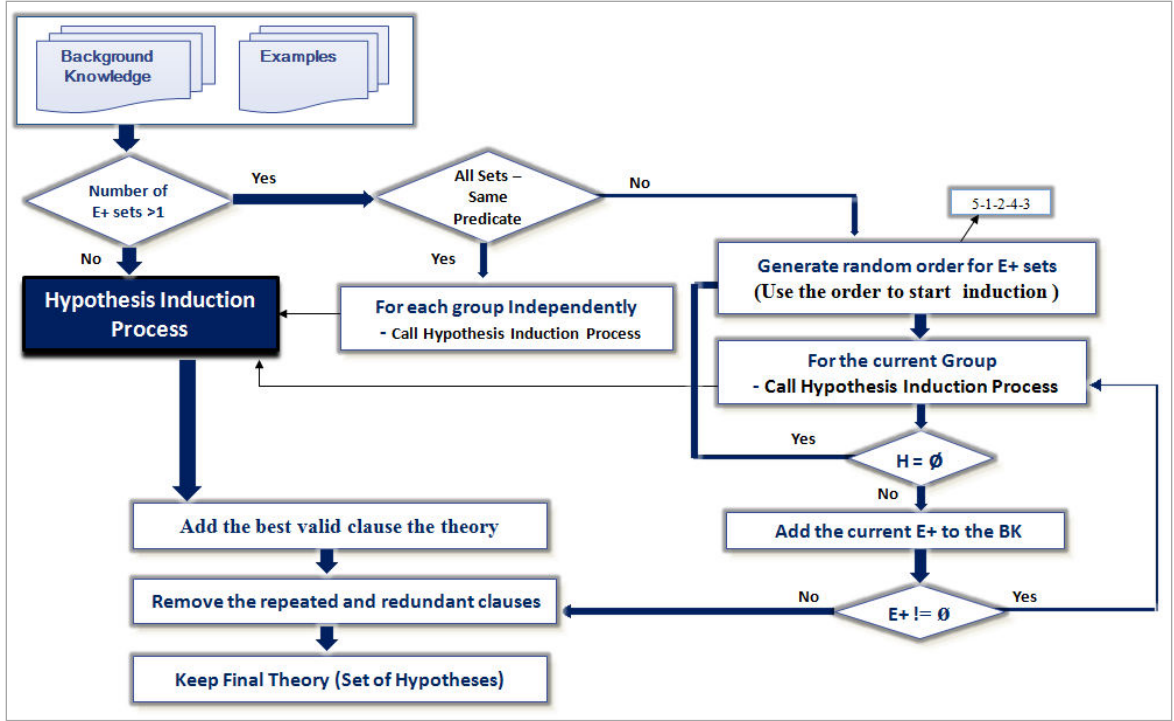 Background
Knowledge
Examples
Number of
E+ sets >1
Yes
All Sets –
Same
Predicate
No
5-1-2-4-3
No
Yes
Generate random order for E+ sets
(Use the order to start induction )
Hypothesis Induction
Process
For each group Independently
- Call Hypothesis Induction Process
For the current Group
- Call Hypothesis Induction Process
Yes
H = Ø
No
Add the best valid clause the theory
Add the current E+ to the BK
Remove the repeated and redundant clauses
No
E+ != Ø
Yes
Keep Final Theory (Set of Hypotheses)